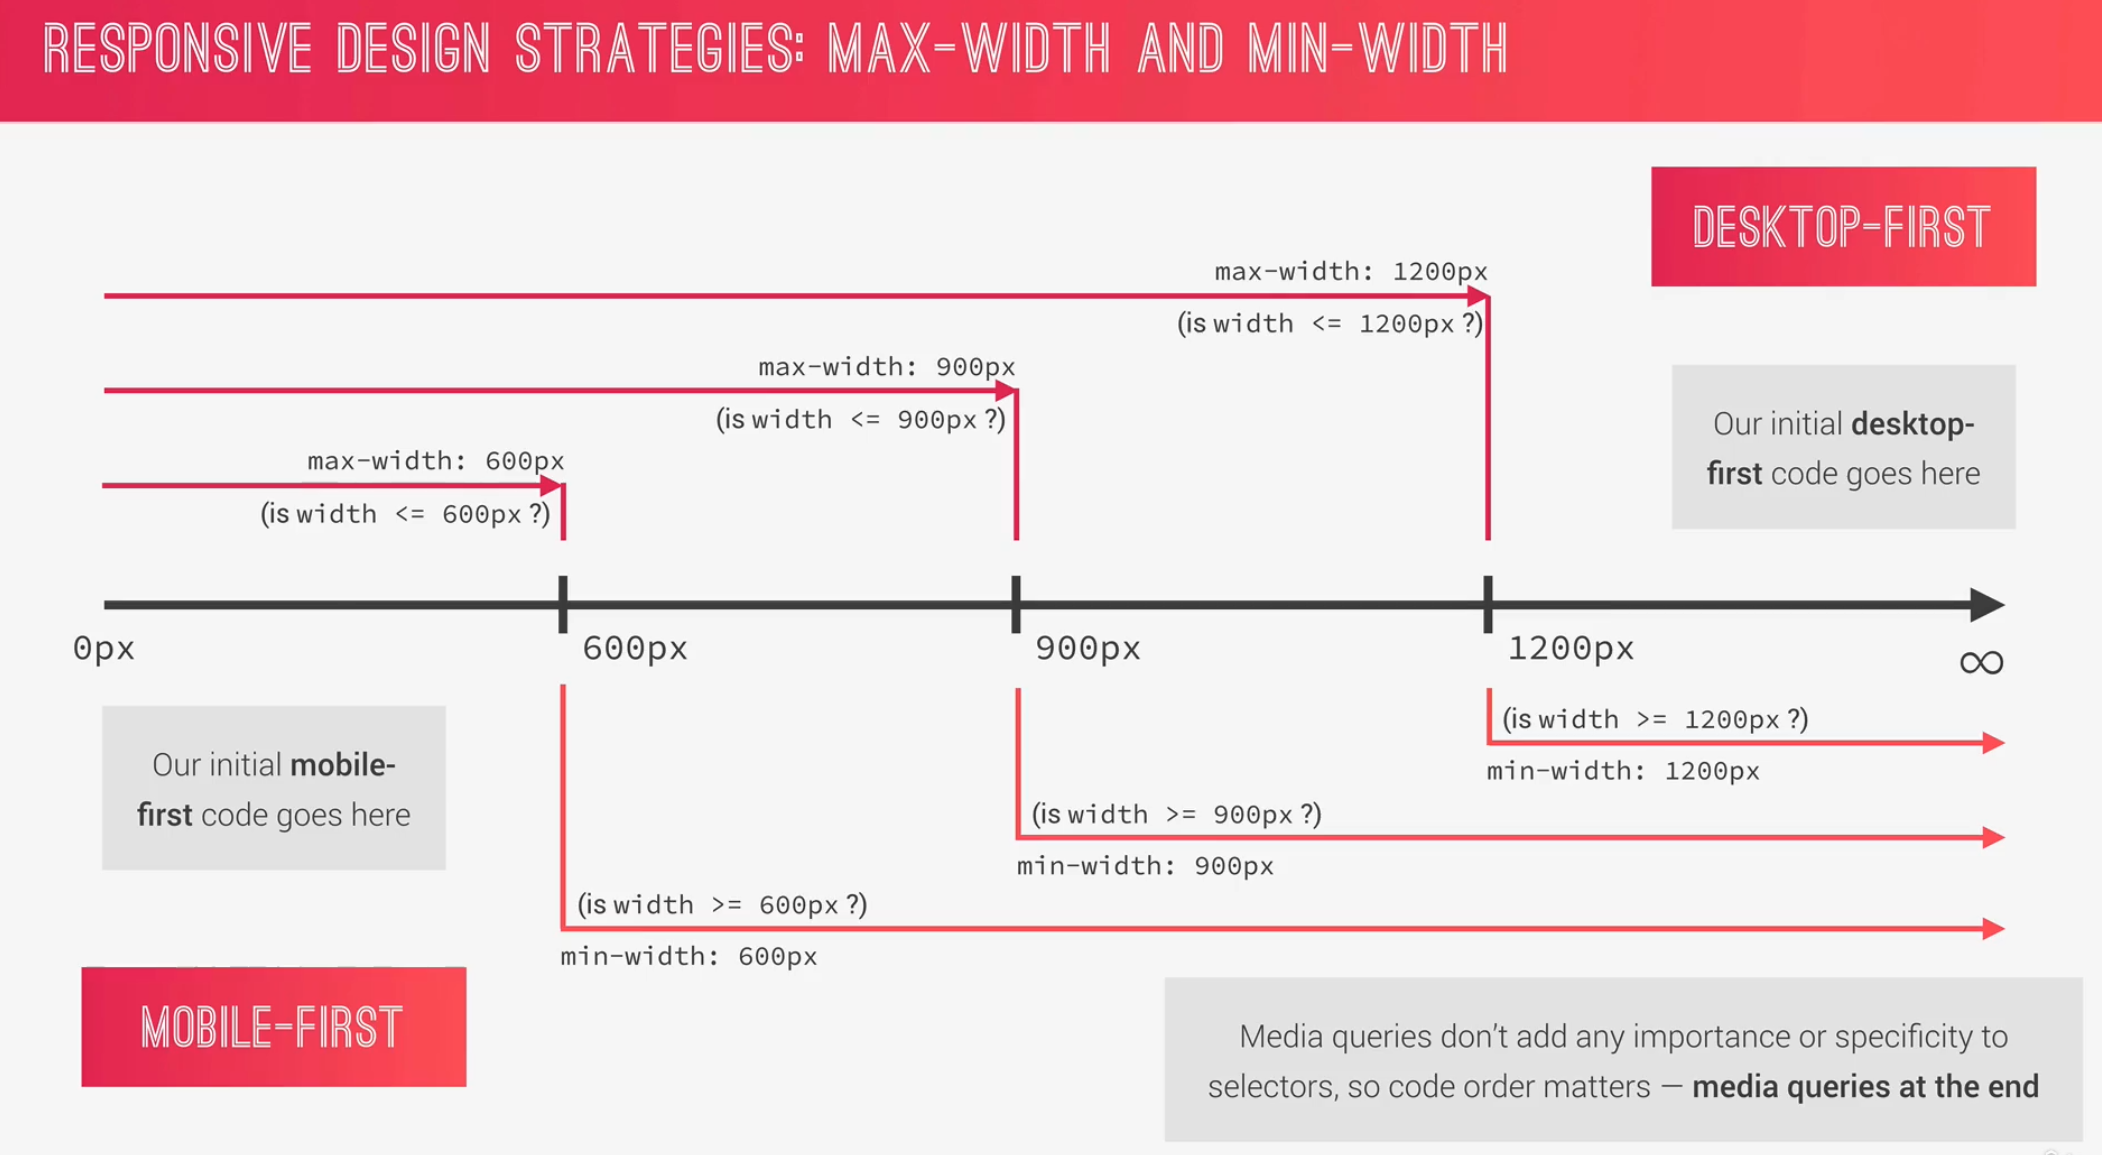 RESPONSIVE DESIGN STRATEGIES: MAX-WIDTH AND MIN-WIDTH
DESKTOP-FIRST
max-width: 1200px
(is width <= 1200px ?)
max-width: 900px
(is width <= 900px ?)
max-width: 600px
(is width <= 600px ?)
Our initial desktop-
first code goes here
0px
600px
900px
1200px
∞
Our initial mobile-
first code goes here
(is width >= 1200px ?)
min-width: 1200px
(is width >= 900px ?)
min-width: 900px
(is width >= 600px ?)
min-width: 600px
MOBILE-FIRST
Media queries don’t add any importance or specificity to
selectors, so code order matters — media queries at the end